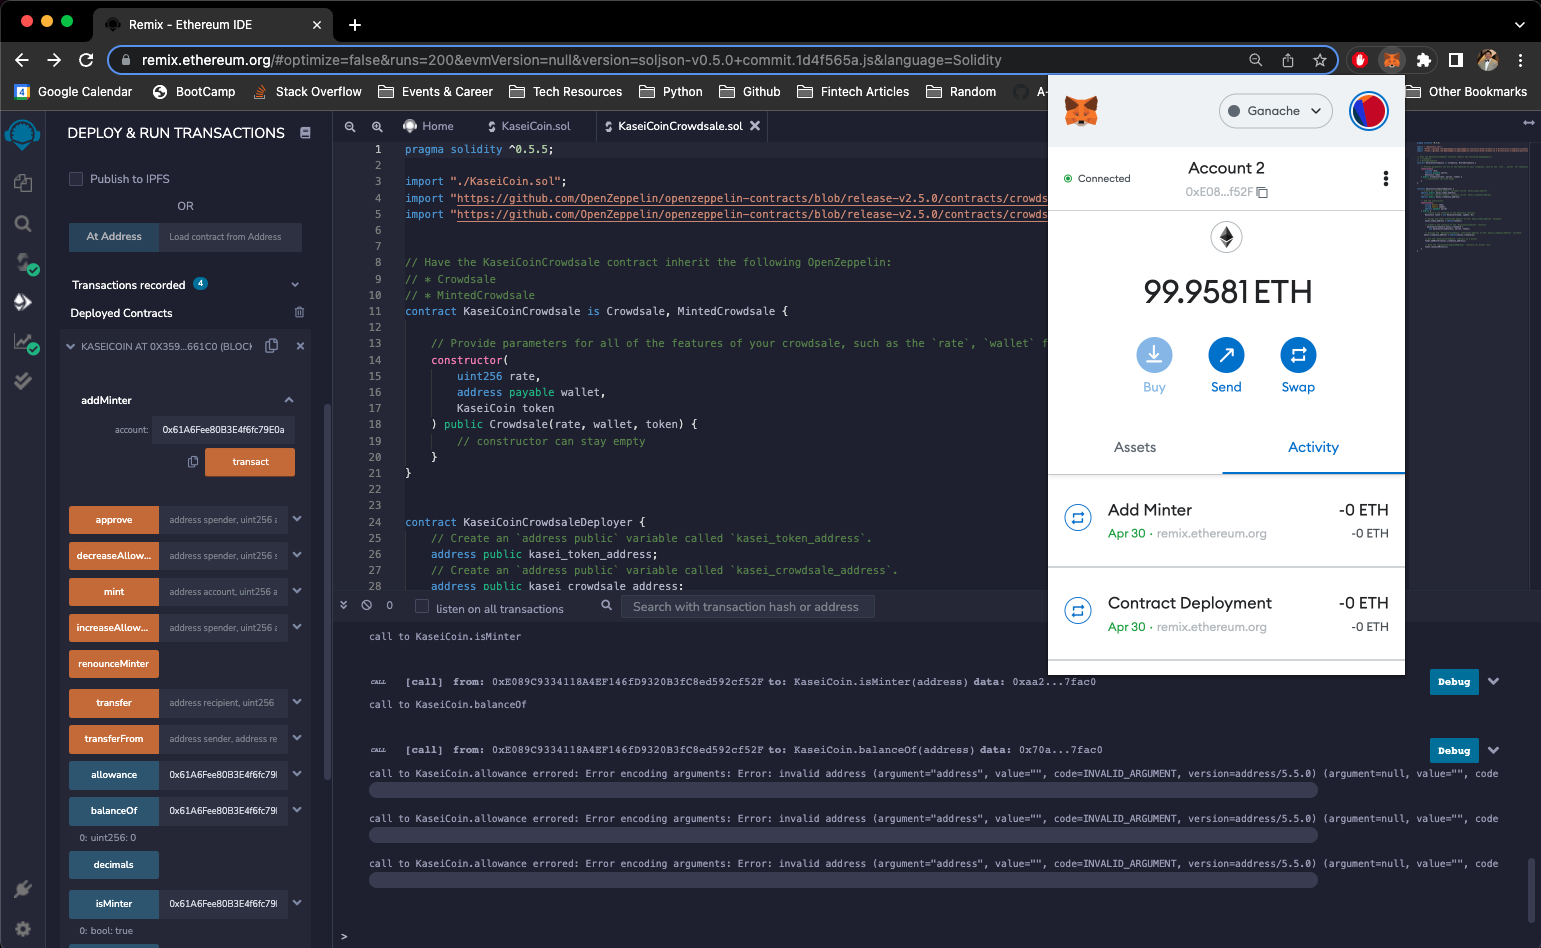 Remix - Ethereum IDE
remix.ethereum.org/#optimize=false&runs=200&evmVersion=null&version=soljson-v0.5.0+commit.1d4f565a.js&language=Solidity
Google Calendar BootCamp Stack Overflow Events & Career Tech Resources Python Github Fintech Articles Random A- Other Bookmarks
DEPLOY & RUN TRANSACTIONS
Publish to IPFS
OR
At Address Load contract from Address
Transactions recorded 4
Deployed Contracts
KASEICOIN AT 0X359...661C0 (BLOCK
addMinter
account: 0x61A6Fee80B3E4f6fc79E0a
transact
approve address spender, uint256 a
decreaseAllow... address spender, uint256 s
mint address account, uint256 a
increaseAllow... address spender, uint256 s
renounceMinter
transfer address recipient, uint256
transferFrom address sender, address re
allowance 0x61A6Fee80B3E4f6fc79
balanceOf 0x61A6Fee80B3E4f6fc79
0: uint256: 0
decimals
isMinter 0x61A6Fee80B3E4f6fc79
0: bool: true
Home KaseiCoin.sol KaseiCoinCrowdsale.sol
1 pragma solidity ^0.5.5;
2
3 import "./KaseiCoin.sol";
4 import "https://github.com/OpenZeppelin/openzeppelin-contracts/blob/release-v2.5.0/contracts/crowds
5 import "https://github.com/OpenZeppelin/openzeppelin-contracts/blob/release-v2.5.0/contracts/crowds
6
7
8 // Have the KaseiCoinCrowdsale contract inherit the following OpenZeppelin:
9 // * Crowdsale
10 // * MintedCrowdsale
11 contract KaseiCoinCrowdsale is Crowdsale, MintedCrowdsale {
12
13 // Provide parameters for all of the features of your crowdsale, such as the `rate`, `wallet` f
14 constructor(
15 uint256 rate,
16 address payable wallet,
17 KaseiCoin token
18 ) public Crowdsale(rate, wallet, token) {
19 // constructor can stay empty
20 }
21 }
22
23
24 contract KaseiCoinCrowdsaleDeployer {
25 // Create an `address public` variable called `kasei_token_address`.
26 address public kasei_token_address;
27 // Create an `address public` variable called `kasei_crowdsale_address`.
28 address public kasei_crowdsale_address;
0 listen on all transactions Search with transaction hash or address
call to KaseiCoin.isMinter
CALL [call] from: 0xE089C9334118A4EF146fD9320B3fC8ed592cf52F to: KaseiCoin.isMinter(address) data: 0xaa2...7fac0 Debug
call to KaseiCoin.balanceOf
CALL [call] from: 0xE089C9334118A4EF146fD9320B3fC8ed592cf52F to: KaseiCoin.balanceOf(address) data: 0x70a...7fac0 Debug
call to KaseiCoin.allowance errored: Error encoding arguments: Error: invalid address (argument="address", value="", code=INVALID_ARGUMENT, version=address/5.5.0) (argument=null, value="", code
call to KaseiCoin.allowance errored: Error encoding arguments: Error: invalid address (argument="address", value="", code=INVALID_ARGUMENT, version=address/5.5.0) (argument=null, value="", code
call to KaseiCoin.allowance errored: Error encoding arguments: Error: invalid address (argument="address", value="", code=INVALID_ARGUMENT, version=address/5.5.0) (argument=null, value="", code
>
Ganache
Connected
Account 2
0xE08...f52F
99.9581 ETH
Buy Send Swap
Assets Activity
Add Minter -0 ETH
Apr 30 · remix.ethereum.org -0 ETH
Contract Deployment -0 ETH
Apr 30 · remix.ethereum.org -0 ETH